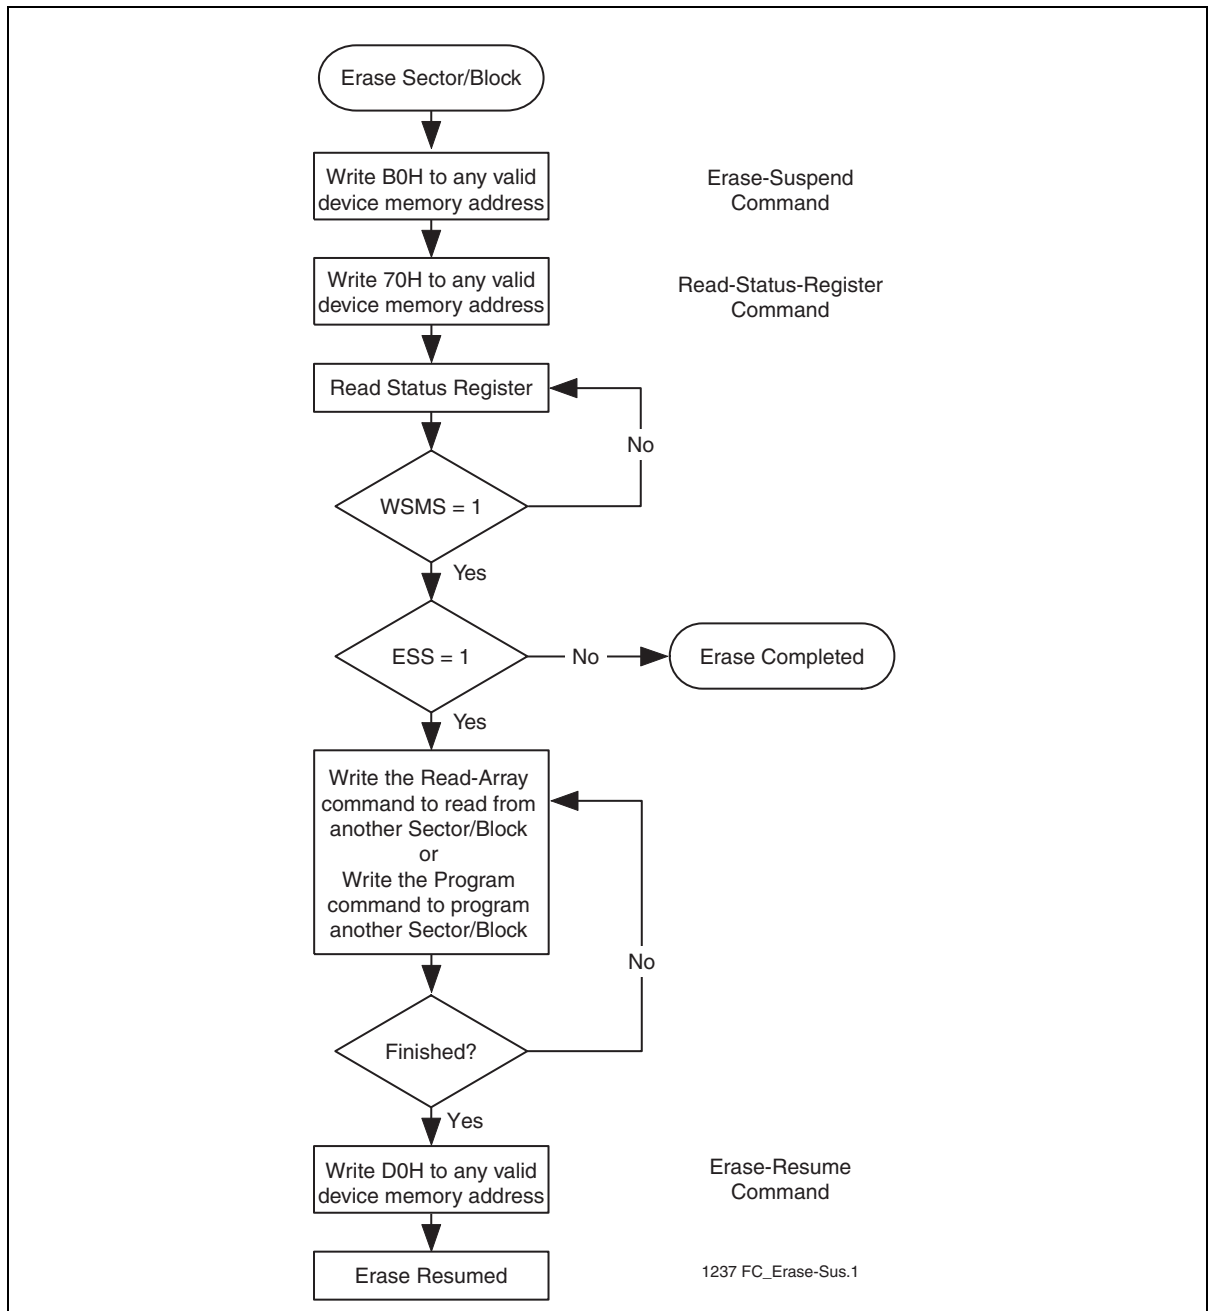 Erase Sector/Block
Write B0H to any valid
device memory address
Erase-Suspend
Command
Write 70H to any valid
device memory address
Read-Status-Register
Command
Read Status Register
No
WSMS = 1
Yes
ESS = 1
No
Erase Completed
Yes
Write the Read-Array
command to read from
another Sector/Block
or
Write the Program
command to program
another Sector/Block
No
Finished?
Yes
Write D0H to any valid
device memory address
Erase-Resume
Command
Erase Resumed
1237 FC_Erase-Sus.1